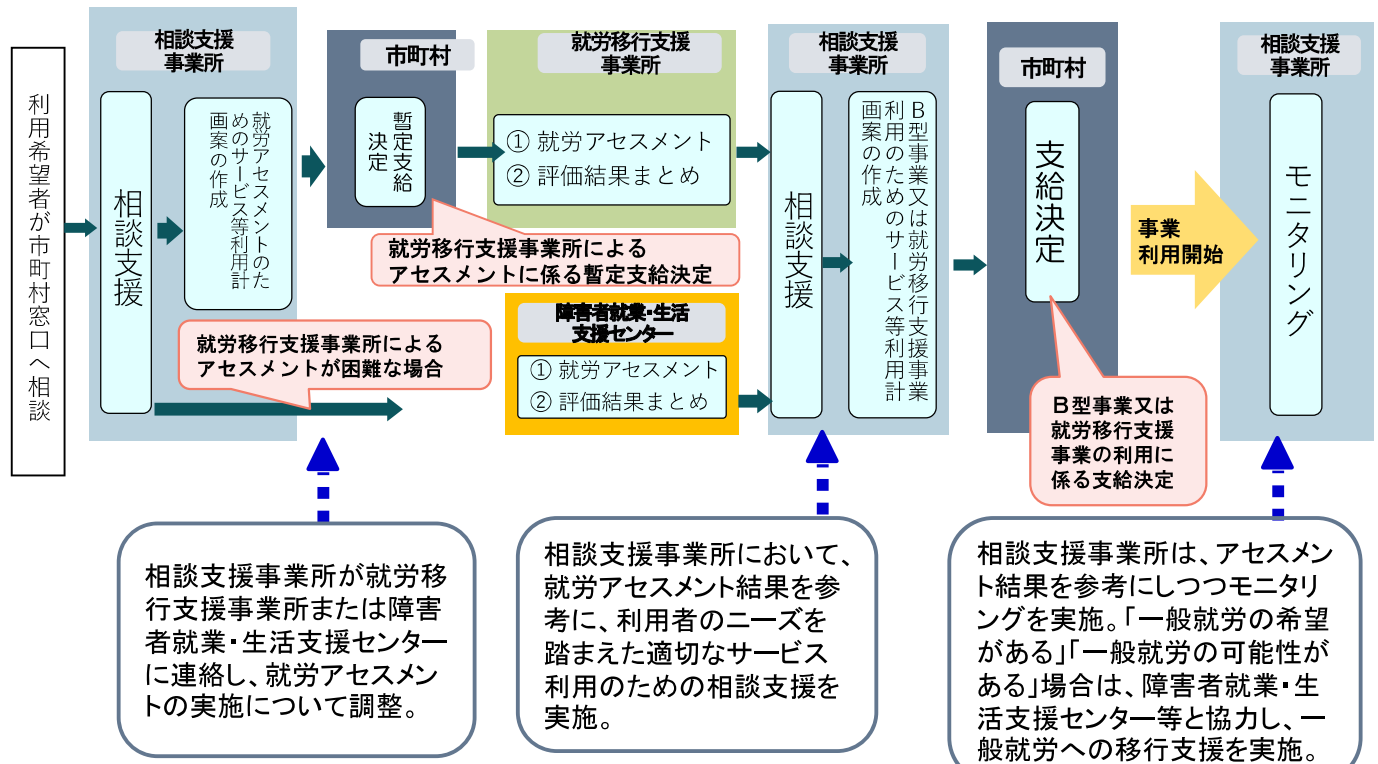 利用希望者が市町村窓口へ相談
相談支援
事業所
相談支援
就労アセスメントのた
めのサービス等利用計
画案の作成
市町村
暫定支給
決定
就労移行支援事業所による
アセスメントに係る暫定支給決定
就労移行支援
事業所
① 就労アセスメント
② 評価結果まとめ
就労移行支援事業所による
アセスメントが困難な場合
障害者就業・生活
支援センター
① 就労アセスメント
② 評価結果まとめ
相談支援
事業所
相談支援
B型事業又は就労移行支援事業
利用のためのサービス等利用計
画案の作成
市町村
支給決定
B型事業又は
就労移行支援
事業の利用に
係る支給決定
事業
利用開始
相談支援
事業所
モニタリング
相談支援事業所が就労移
行支援事業所または障害
者就業・生活支援センター
に連絡し、就労アセスメン
トの実施について調整。
相談支援事業所において、
就労アセスメント結果を参
考に、利用者のニーズを
踏まえた適切なサービス
利用のための相談支援を
実施。
相談支援事業所は、アセスメン
ト結果を参考にしつつモニタリ
ングを実施。「一般就労の希望
がある」「一般就労の可能性が
ある」場合は、障害者就業・生
活支援センター等と協力し、一
般就労への移行支援を実施。